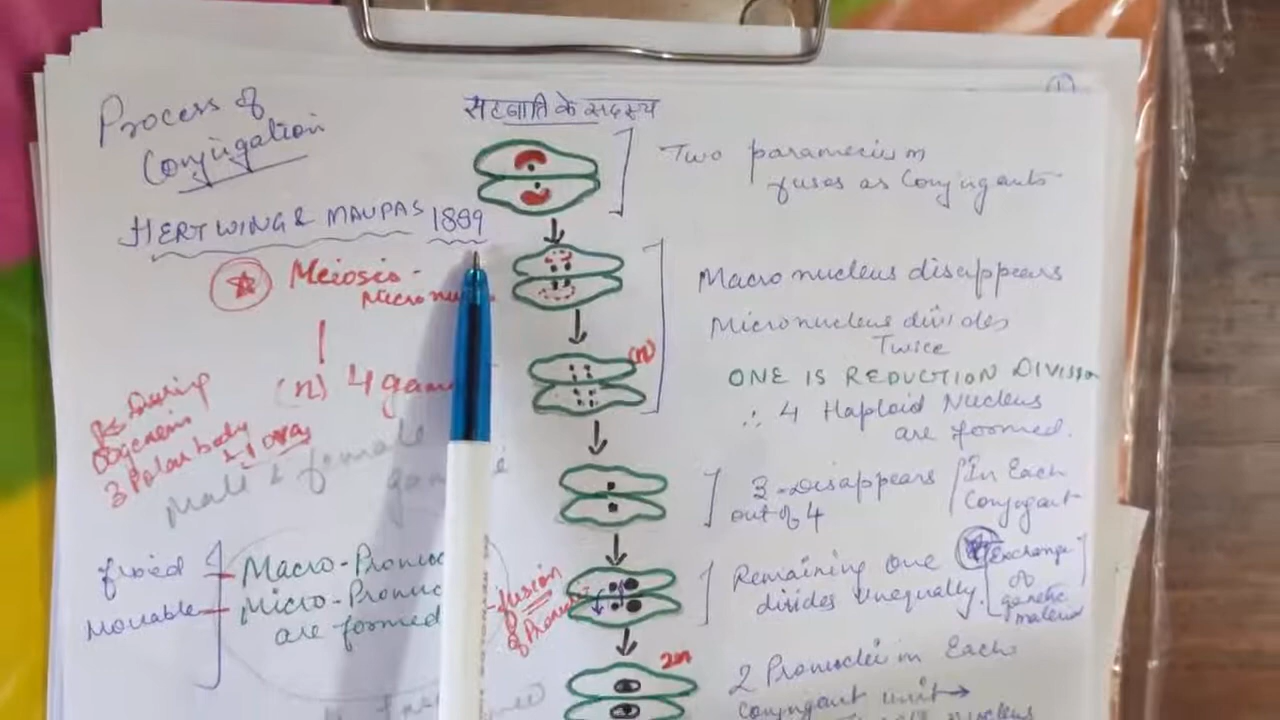 Process of
Conjugation
सहजाति के सदस्य
①
Two paramecium
fuses as Conjugants
HERTWING & MAUPAS 1889
Meiosis-
(n) 4
Macronucleus disappears
Micronucleus divides
Twice
ONE IS REDUCTION DIVISION
∴ 4 Haploid Nucleus
are formed.
(n)
During
Oogenesis
3 Polar body
Male & female
3-Disappears
out of 4
In Each
Conjugant
fixed
Movable
Macro-
Micro-
are formed
fusion
of
Remaining One
divides Unequally.
Exchange
of
genetic
material
2n
2 Pronuclei in Each
Conjugant unit→